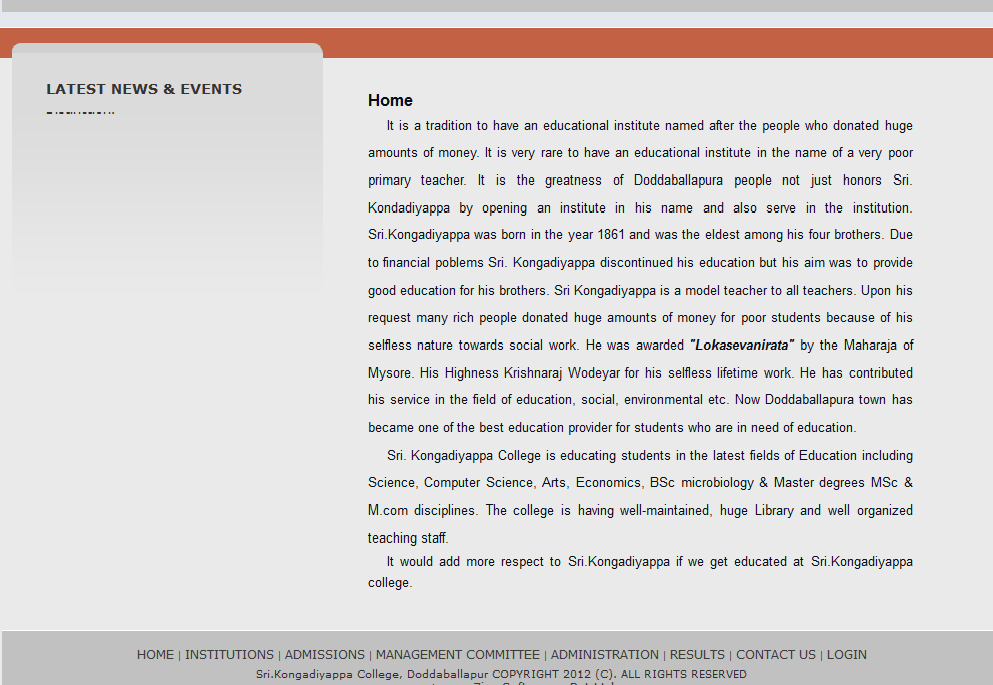 LATEST NEWS & EVENTS
Home
It is a tradition to have an educational institute named after the people who donated huge
amounts of money. It is very rare to have an educational institute in the name of a very poor
primary teacher. It is the greatness of Doddaballapura people not just honors Sri.
Kondadiyappa by opening an institute in his name and also serve in the institution.
Sri.Kongadiyappa was born in the year 1861 and was the eldest among his four brothers. Due
to financial poblems Sri. Kongadiyappa discontinued his education but his aim was to provide
good education for his brothers. Sri Kongadiyappa is a model teacher to all teachers. Upon his
request many rich people donated huge amounts of money for poor students because of his
selfless nature towards social work. He was awarded "Lokasevanirata" by the Maharaja of
Mysore. His Highness Krishnaraj Wodeyar for his selfless lifetime work. He has contributed
his service in the field of education, social, environmental etc. Now Doddaballapura town has
became one of the best education provider for students who are in need of education.
Sri. Kongadiyappa College is educating students in the latest fields of Education including
Science, Computer Science, Arts, Economics, BSc microbiology & Master degrees MSc &
M.com disciplines. The college is having well-maintained, huge Library and well organized
teaching staff.
It would add more respect to Sri.Kongadiyappa if we get educated at Sri.Kongadiyappa
college.
HOME | INSTITUTIONS | ADMISSIONS | MANAGEMENT COMMITTEE | ADMINISTRATION | RESULTS | CONTACT US | LOGIN
Sri.Kongadiyappa College, Doddaballapur COPYRIGHT 2012 (C). ALL RIGHTS RESERVED